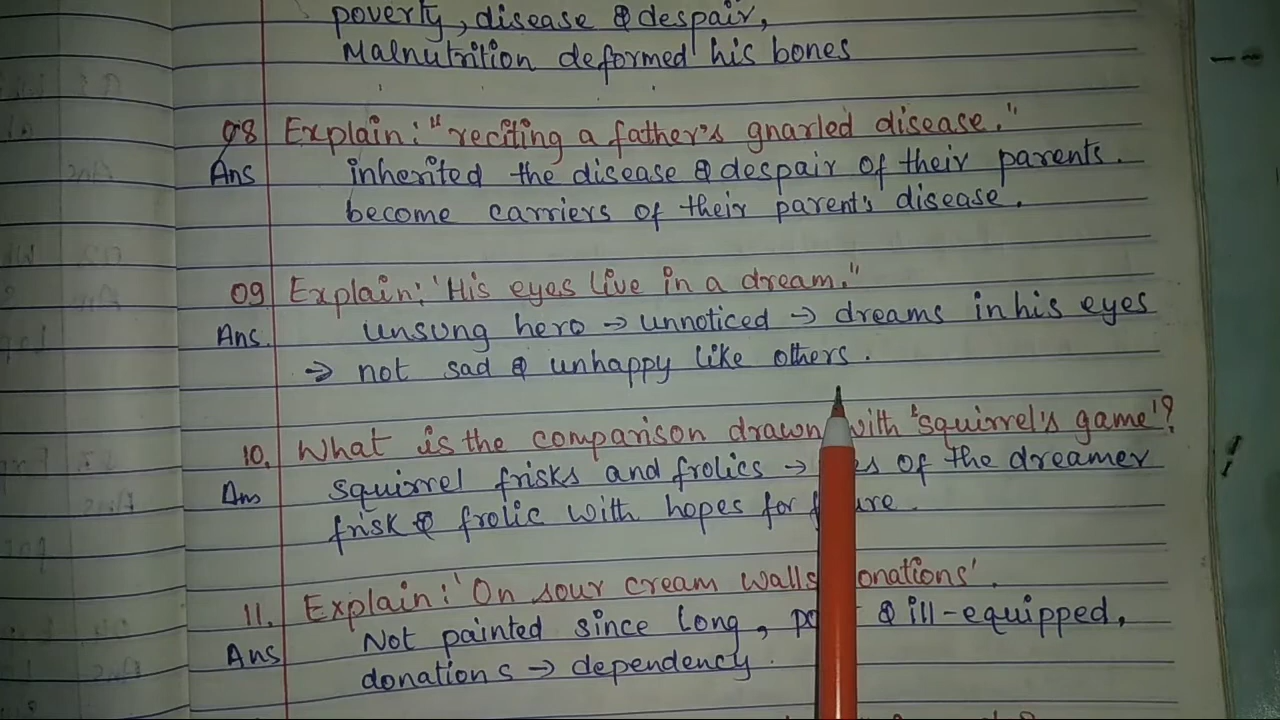 poverty, disease & despair,
Malnutrition deformed his bones
08 Explain: "reciting a father's gnarled disease."
Ans inherited the disease & despair of their parents.
become carriers of their parent's disease.
09 Explain: 'His eyes live in a dream."
Ans. unsung hero → unnoticed → dreams in his eyes
→ not sad & unhappy like others.
10. What is the comparison drawn with 'squirrel's game'?
Ans squirrel frisks and frolics → of the dreamer
frisk & frolic with hopes for
11. Explain: 'On sour cream walls
Ans Not painted since long, & ill-equipped,
donations → dependency.